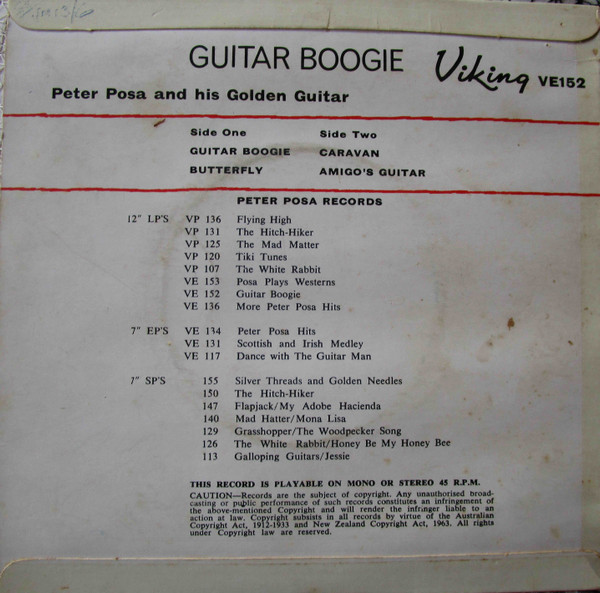 GUITAR BOOGIE Viking VE152
Peter Posa and his Golden Guitar
Side One Side Two
GUITAR BOOGIE CARAVAN
BUTTERFLY AMIGO'S GUITAR
PETER POSA RECORDS
12" LP'S VP 136 Flying High
VP 131 The Hitch-Hiker
VP 125 The Mad Matter
VP 120 Tiki Tunes
VP 107 The White Rabbit
VE 153 Posa Plays Westerns
VE 152 Guitar Boogie
VE 136 More Peter Posa Hits
7" EP'S VE 134 Peter Posa Hits
VE 131 Scottish and Irish Medley
VE 117 Dance with The Guitar Man
7" SP'S 155 Silver Threads and Golden Needles
150 The Hitch-Hiker
147 Flapjack/My Adobe Hacienda
140 Mad Hatter/Mona Lisa
129 Grasshopper/The Woodpecker Song
126 The White Rabbit/Honey Be My Honey Bee
113 Galloping Guitars/Jessie
THIS RECORD IS PLAYABLE ON MONO OR STEREO 45 R.P.M.
CAUTION—Records are the subject of copyright. Any unauthorised broad-
casting or public performance of such records constitutes an infringement of
the above-mentioned Copyright and will render the infringer liable to an
action at law. Copyright subsists in all records by virtue of the Australian
Copyright Act, 1912-1933 and New Zealand Copyright Act, 1963. All rights
under Copyright law are reserved.